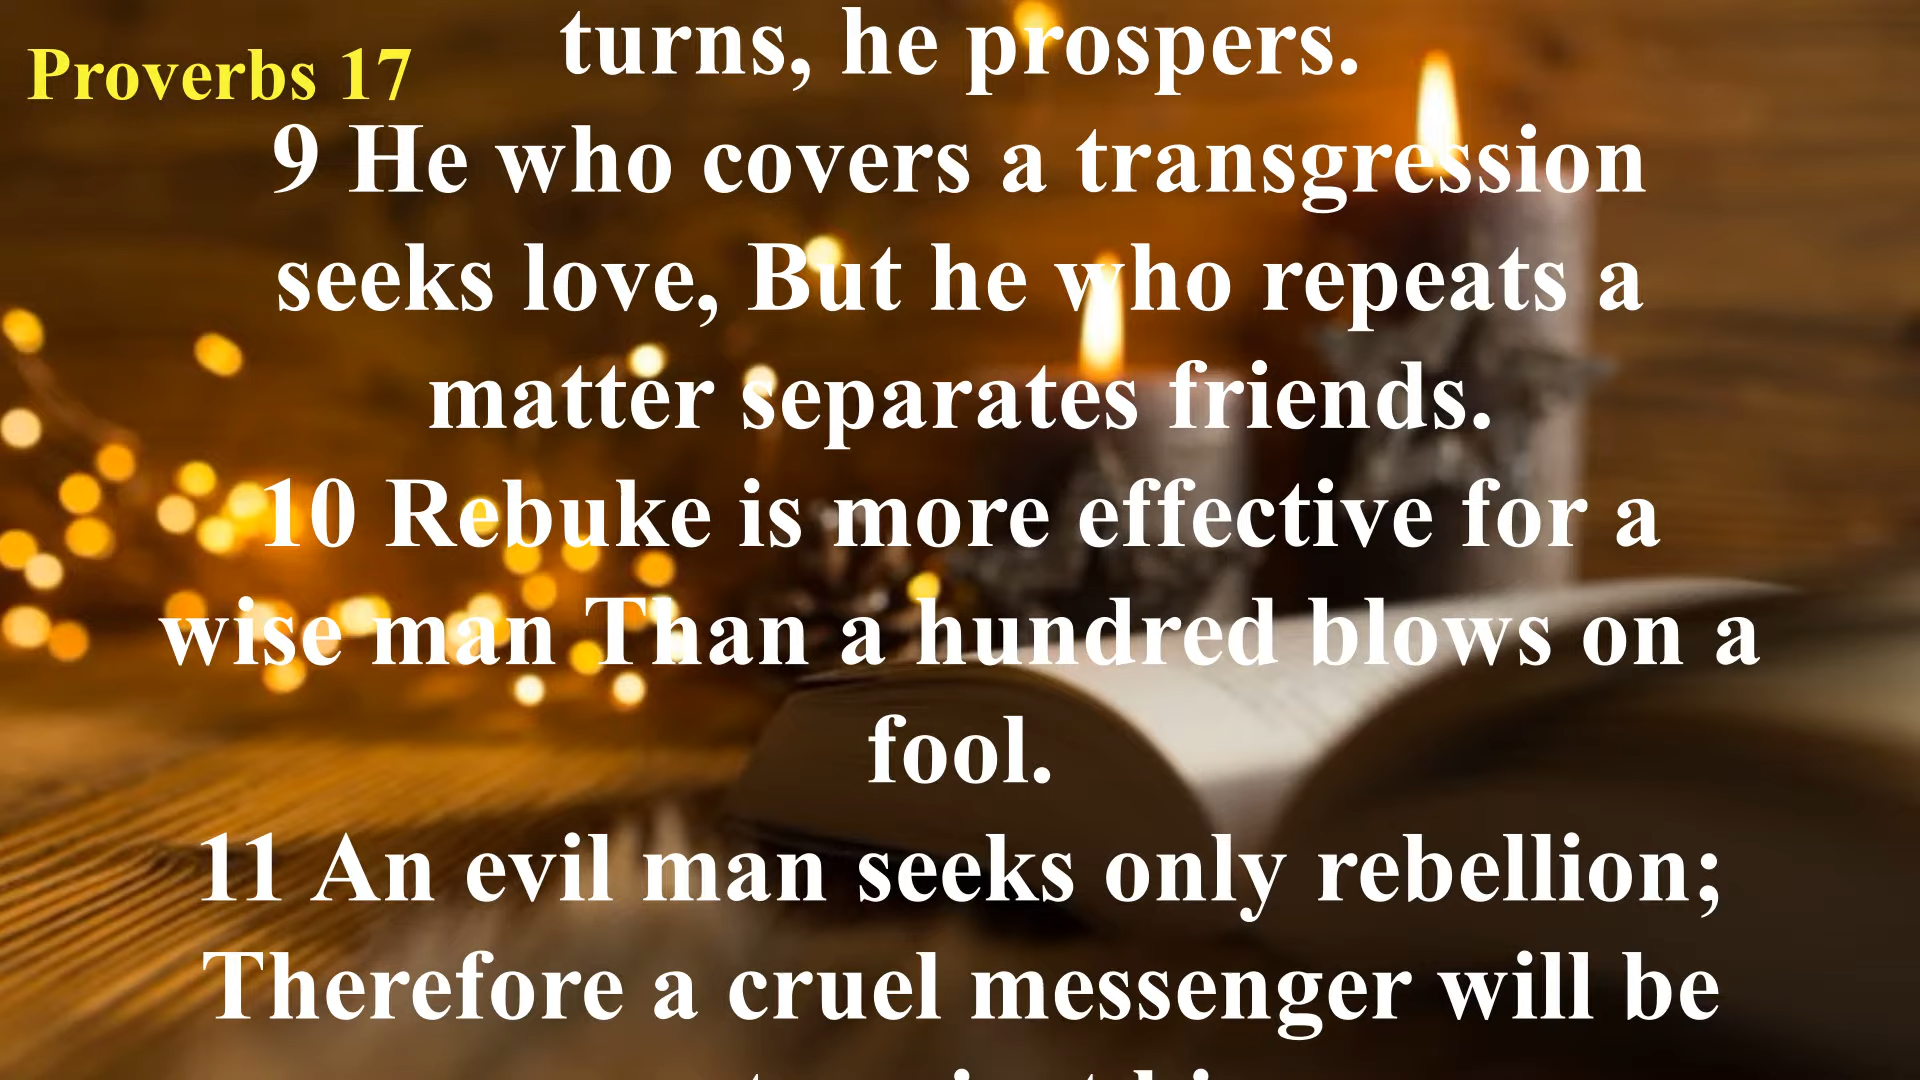 Proverbs 17
turns, he prospers.
9 He who covers a transgression
seeks love, But he who repeats a
matter separates friends.
10 Rebuke is more effective for a
wise man Than a hundred blows on a
fool.
11 An evil man seeks only rebellion;
Therefore a cruel messenger will be